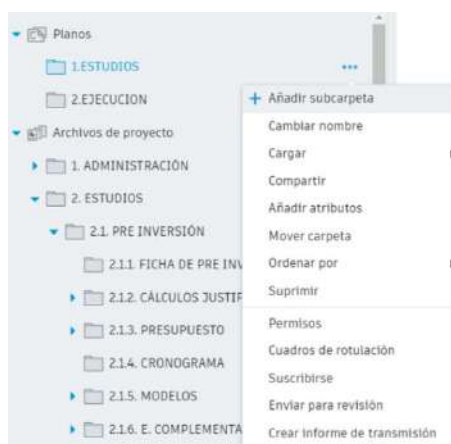 Planos
1.ESTUDIOS
2.EJECUCION
Archivos de proyecto
1. ADMINISTRACIÓN
2. ESTUDIOS
2.1. PRE INVERSIÓN
2.1.1. FICHA DE PRE INV
2.1.2. CÁLCULOS JUSTIF
2.1.3. PRESUPUESTO
2.1.4. CRONOGRAMA
2.1.5. MODELOS
2.1.6. E. COMPLEMENTA
+ Añadir subcarpeta
Cambiar nombre
Cargar
Compartir
Añadir atributos
Mover carpeta
Ordenar por
Suprimir
Permisos
Cuadros de rotulación
Suscribirse
Enviar para revisión
Crear informe de transmisión